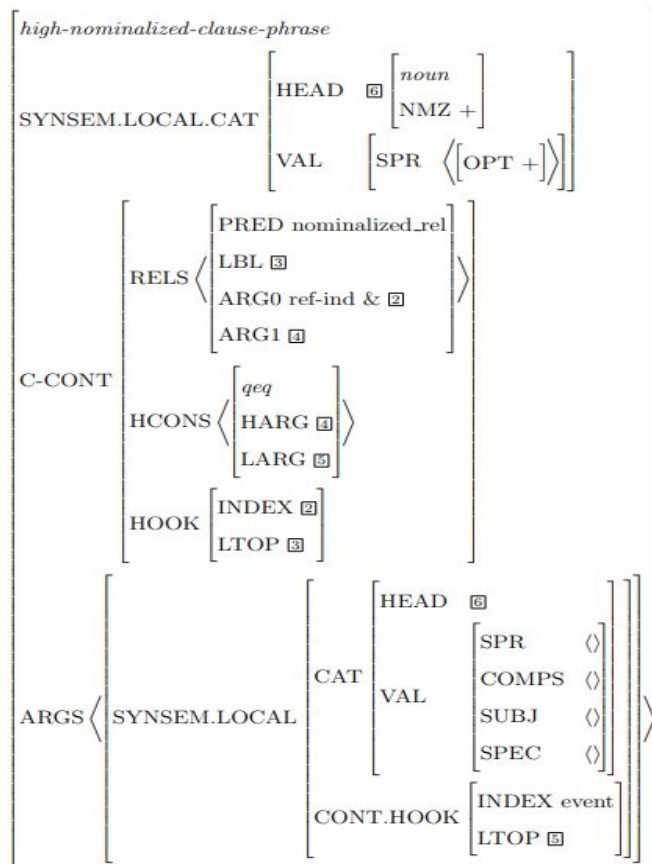 high-nominalized-clause-phrase
SYNSEM.LOCAL.CAT
HEAD 6
noun
NMZ +
VAL
SPR ⟨[OPT +]⟩
C-CONT
RELS
PRED nominalized_rel
LBL 3
ARG0 ref-ind & 2
ARG1 4
HCONS
qeq
HARG 4
LARG 5
HOOK
INDEX 2
LTOP 3
ARGS
SYNSEM.LOCAL
CAT
HEAD 6
VAL
SPR ⟨⟩
COMPS ⟨⟩
SUBJ ⟨⟩
SPEC ⟨⟩
CONT.HOOK
INDEX event
LTOP 5